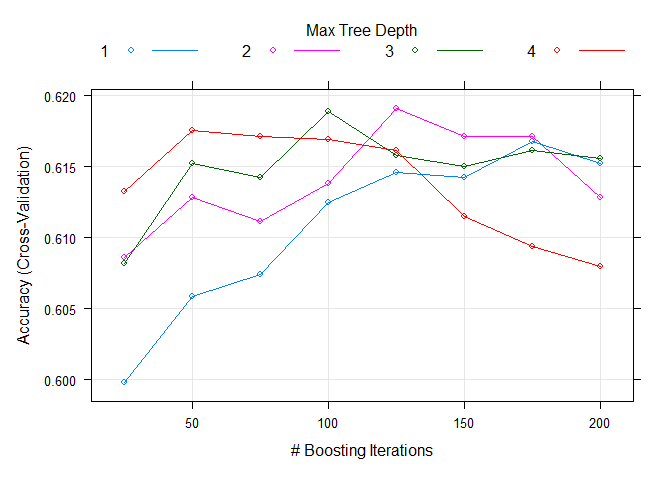 Max Tree Depth
1 2 3 4
0.620
0.615
0.610
0.605
0.600
Accuracy (Cross-Validation)
50 100 150 200
# Boosting Iterations